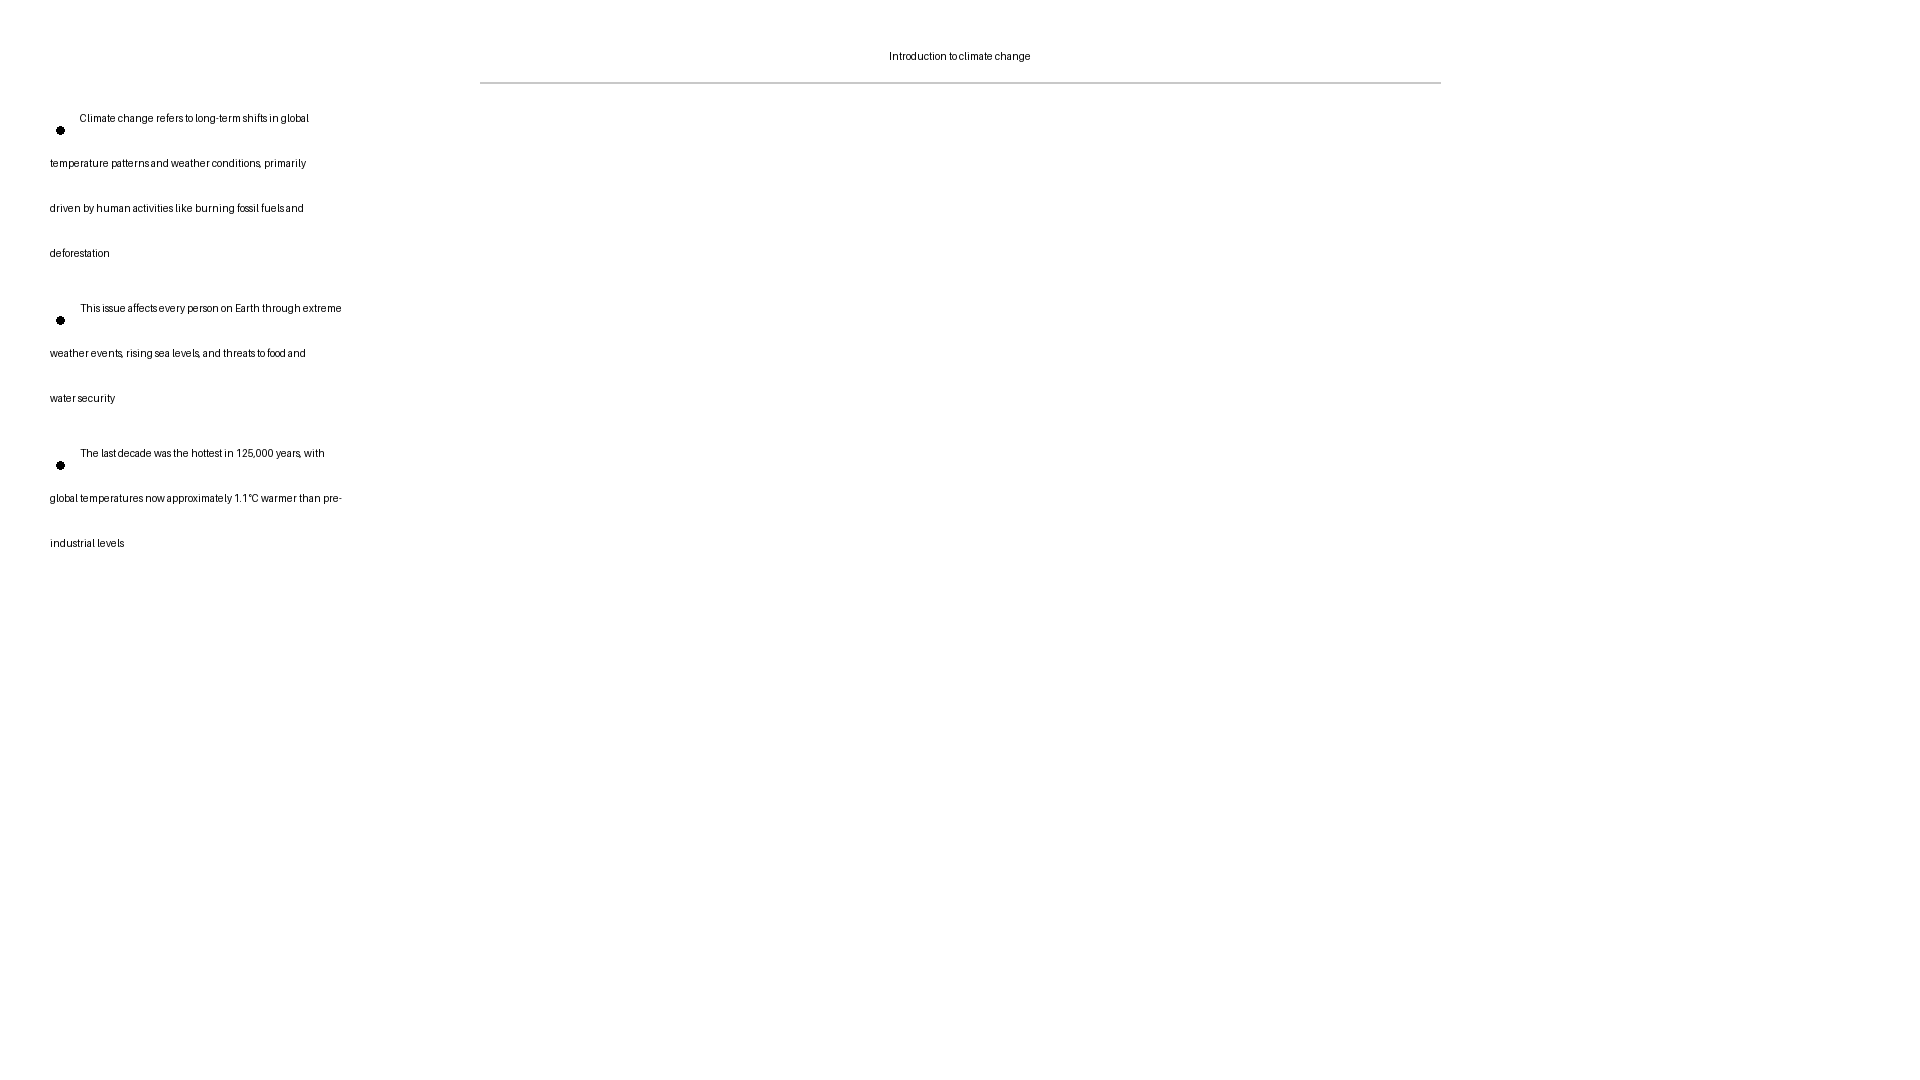 Introduction to climate change
Climate change refers to long-term shifts in global
temperature patterns and weather conditions, primarily
driven by human activities like burning fossil fuels and
deforestation
This issue affects every person on Earth through extreme
weather events, rising sea levels, and threats to food and
water security
The last decade was the hottest in 125,000 years, with
global temperatures now approximately 1.1°C warmer than pre-
industrial levels